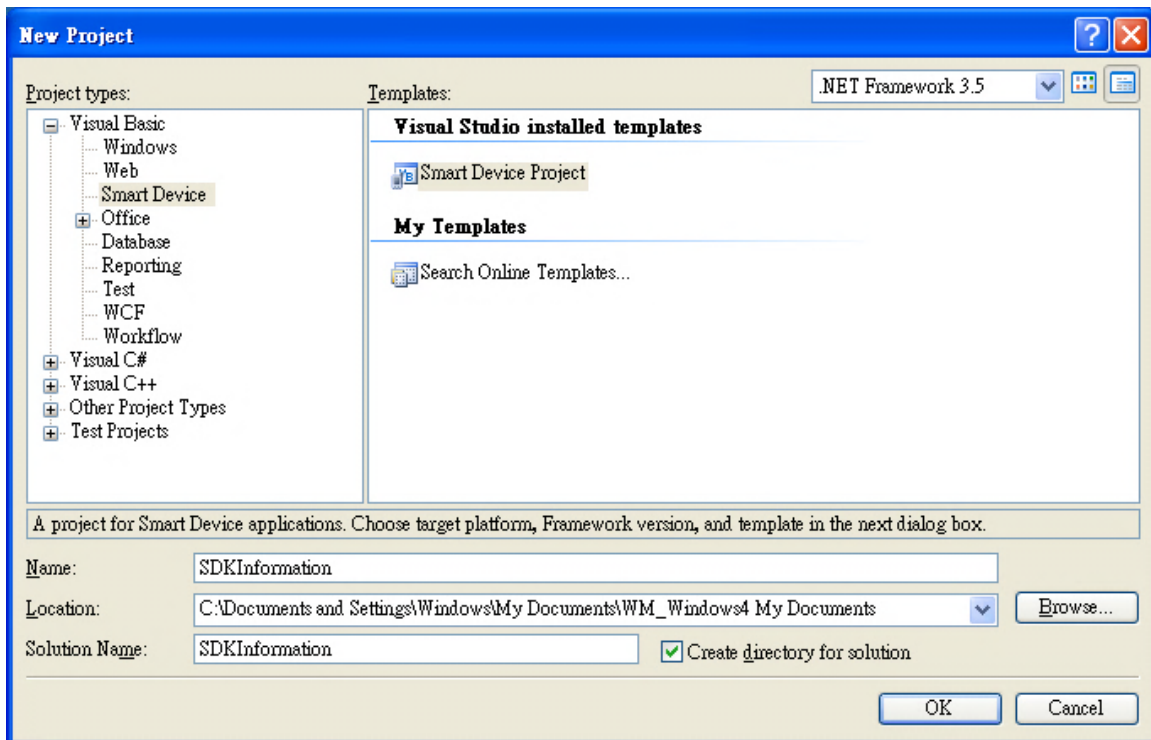 New Project
Project types:
Templates:
.NET Framework 3.5
Visual Basic
Windows
Web
Smart Device
Office
Database
Reporting
Test
WCF
Workflow
Visual C#
Visual C++
Other Project Types
Test Projects
Visual Studio installed templates
Smart Device Project
My Templates
Search Online Templates...
A project for Smart Device applications. Choose target platform, Framework version, and template in the next dialog box.
Name:
SDKInformation
Location:
C:\Documents and Settings\Windows\My Documents\WM_Windows4 My Documents
Browse...
Solution Name:
SDKInformation
Create directory for solution
OK
Cancel